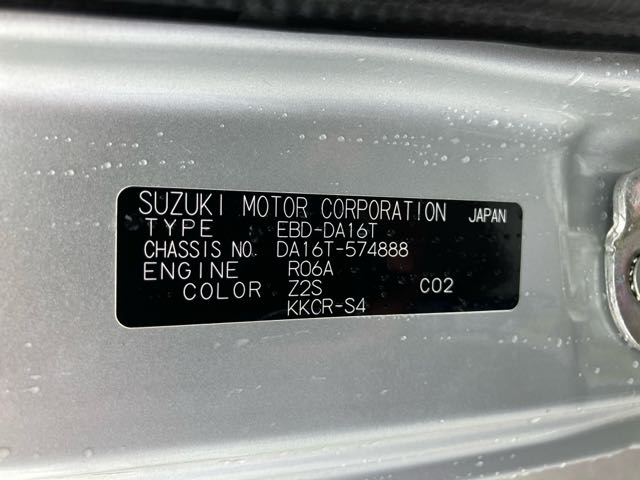 SUZUKI MOTOR CORPORATION JAPAN
TYPE EBD-DA16T
CHASSIS NO. DA16T-574888
ENGINE R06A
COLOR Z2S C02
KKCR-S4